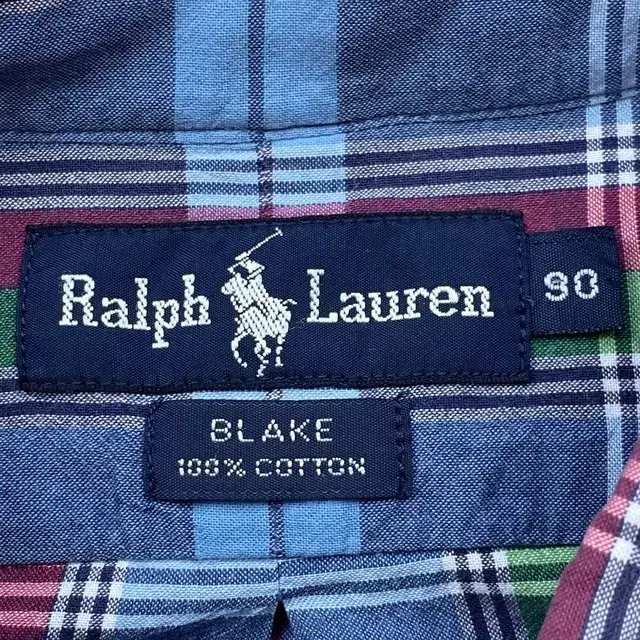 Ralph Lauren
90
BLAKE
100% COTTON